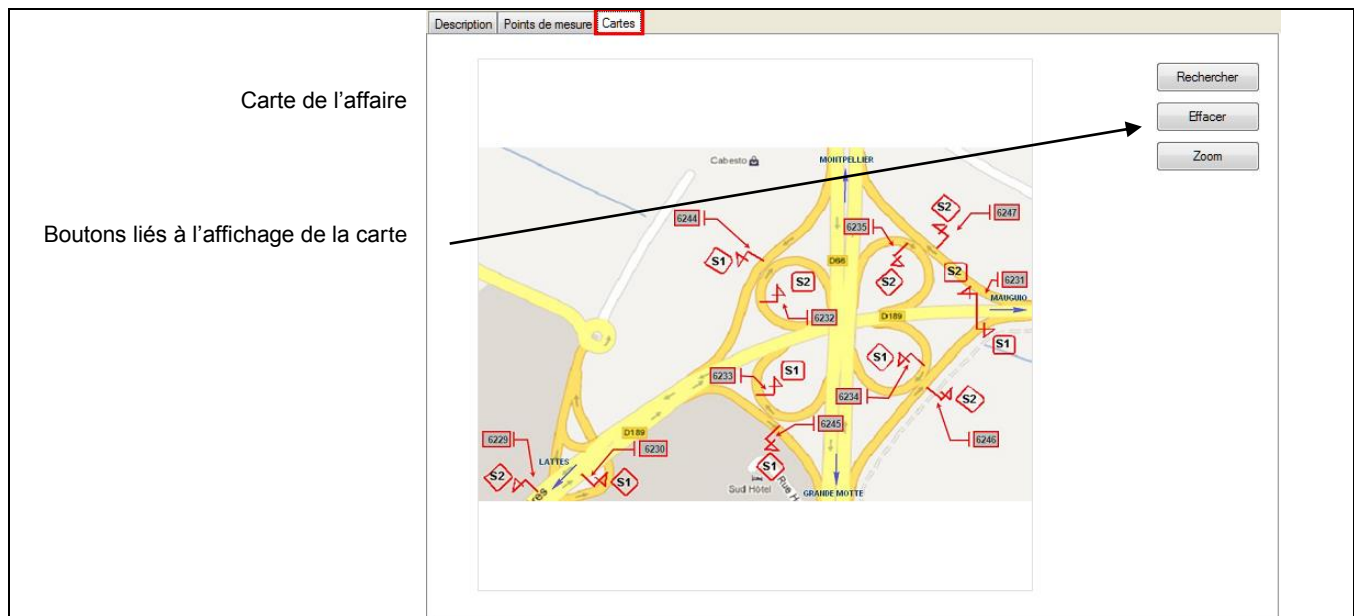 Description Points de mesure Cartes
Rechercher
Carte de l’affaire
Effacer
Zoom
Cabesto
MONTPELLIER
S2
6247
6244
6235
S1
D66
S2
S2
S2
6231
MAUGUIO
6232
D189
S1
S1
6233
S1
6234
S2
6245
D189
6229
6230
6246
LATTES
S1
S2
S1
Sud Hôtel
Rue H
GRANDE MOTTE
res
Boutons liés à l’affichage de la carte